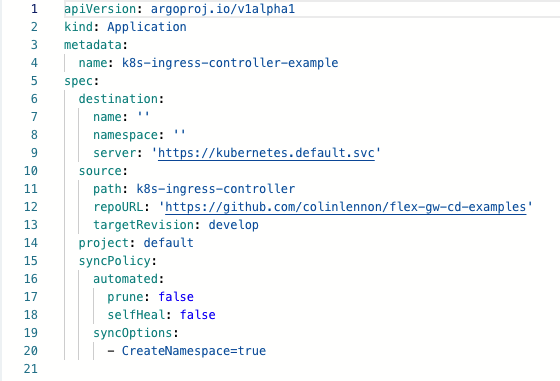 1 apiVersion: argoproj.io/v1alpha1
2 kind: Application
3 metadata:
4   name: k8s-ingress-controller-example
5 spec:
6   destination:
7     name: ''
8     namespace: ''
9     server: 'https://kubernetes.default.svc'
10   source:
11     path: k8s-ingress-controller
12     repoURL: 'https://github.com/colinlennon/flex-gw-cd-examples'
13     targetRevision: develop
14   project: default
15   syncPolicy:
16     automated:
17       prune: false
18       selfHeal: false
19     syncOptions:
20       - CreateNamespace=true
21